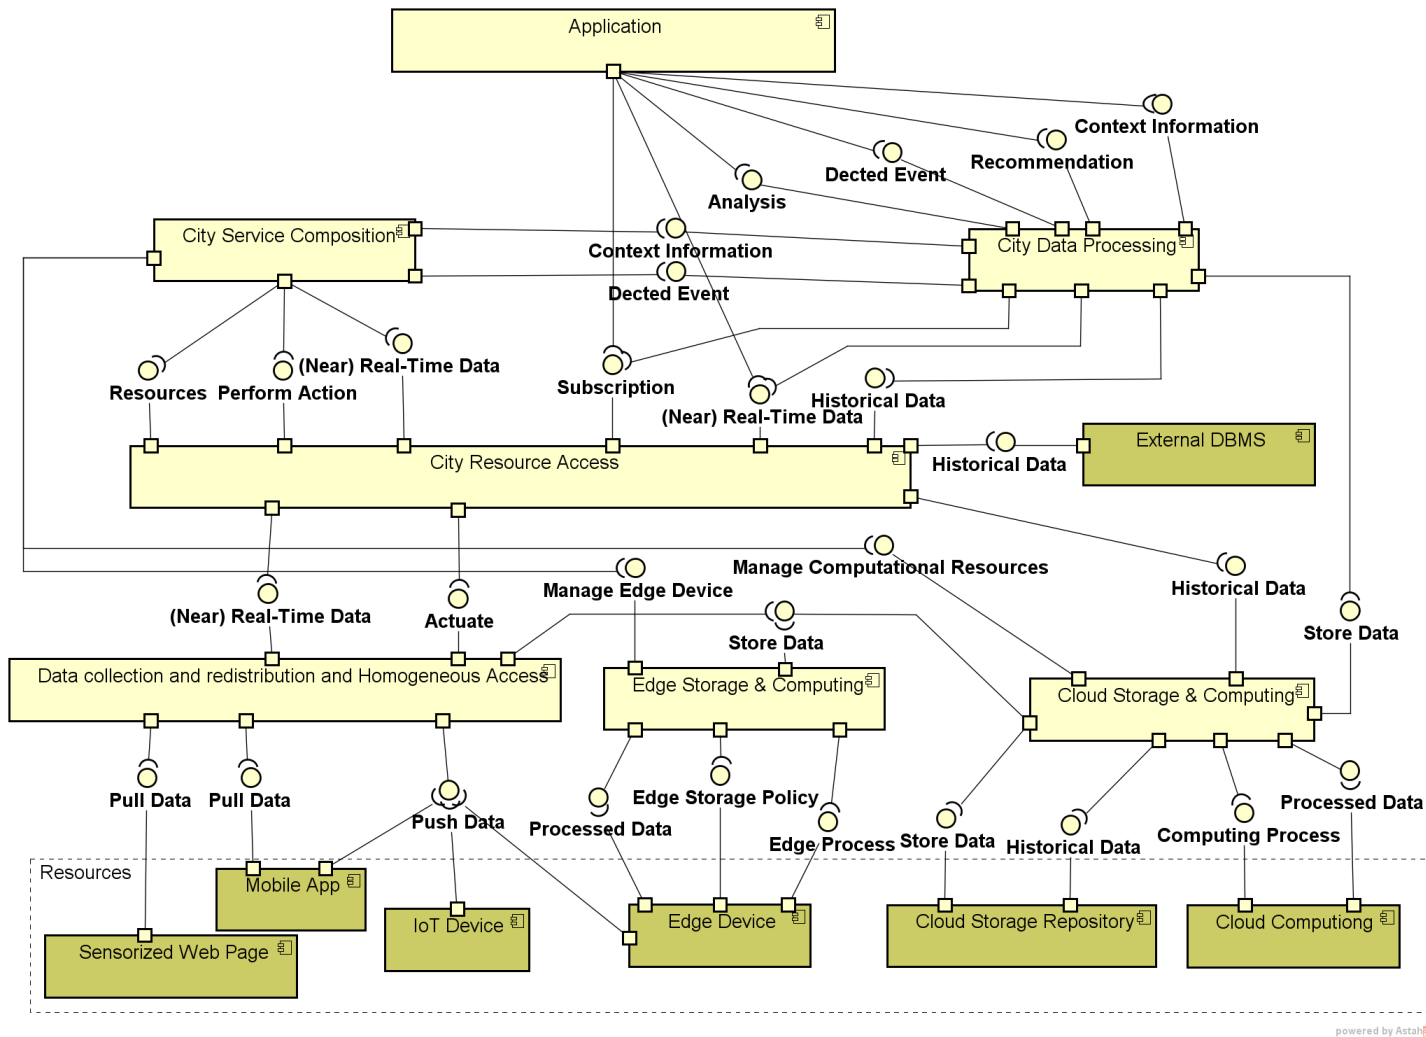 Application
Context Information
Recommendation
Dected Event
Analysis
City Service Composition
Context Information
City Data Processing
Dected Event
(Near) Real-Time Data
Resources
Perform Action
Subscription
Historical Data
(Near) Real-Time Data
External DBMS
City Resource Access
Historical Data
Manage Computational Resources
Manage Edge Device
Historical Data
(Near) Real-Time Data
Actuate
Store Data
Store Data
Data collection and redistribution and Homogeneous Access
Edge Storage & Computing
Cloud Storage & Computing
Pull Data
Pull Data
Edge Storage Policy
Processed Data
Push Data
Processed Data
Edge Process
Store Data
Historical Data
Computing Process
Resources
Mobile App
IoT Device
Edge Device
Cloud Storage Repository
Cloud Computiong
Sensorized Web Page
powered by Astah